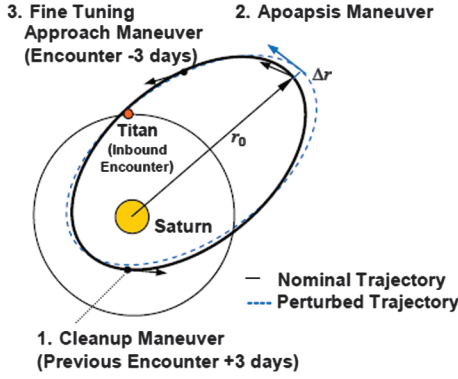 3. Fine Tuning
Approach Maneuver
(Encounter -3 days)
2. Apoapsis Maneuver
Δr
r0
Titan
(Inbound
Encounter)
Saturn
Nominal Trajectory
Perturbed Trajectory
1. Cleanup Maneuver
(Previous Encounter +3 days)